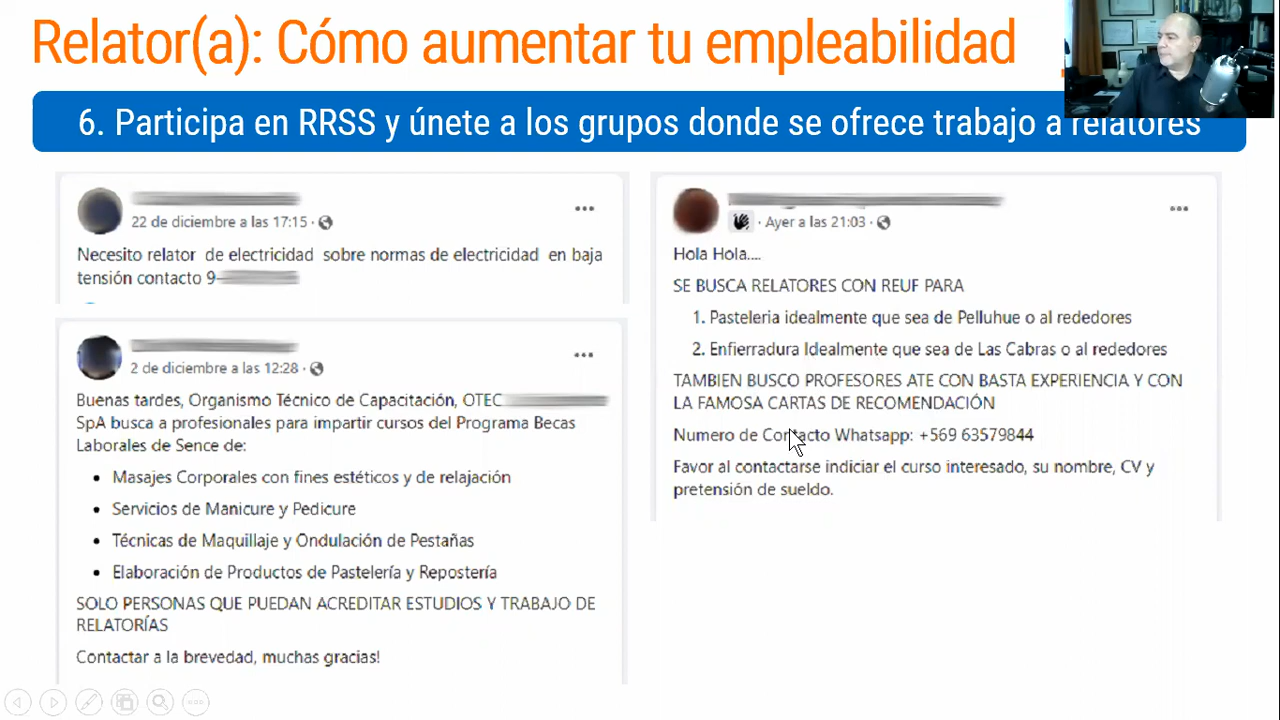 Relator(a): Cómo aumentar tu empleabilidad
6. Participa en RRSS y únete a los grupos donde se ofrece trabajo a relatores
22 de diciembre a las 17:15 ·
Necesito relator de electricidad sobre normas de electricidad en baja
tensión contacto 9-
2 de diciembre a las 12:28 ·
Buenas tardes, Organismo Técnico de Capacitación, OTEC
SpA busca a profesionales para impartir cursos del Programa Becas
Laborales de Sence de:
• Masajes Corporales con fines estéticos y de relajación
• Servicios de Manicure y Pedicure
• Técnicas de Maquillaje y Ondulación de Pestañas
• Elaboración de Productos de Pastelería y Repostería
SOLO PERSONAS QUE PUEDAN ACREDITAR ESTUDIOS Y TRABAJO DE
RELATORÍAS
Contactar a la brevedad, muchas gracias!
· Ayer a las 21:03 ·
Hola Hola....
SE BUSCA RELATORES CON REUF PARA
1. Pasteleria idealmente que sea de Pelluhue o al rededores
2. Enfierradura Idealmente que sea de Las Cabras o al rededores
TAMBIEN BUSCO PROFESORES ATE CON BASTA EXPERIENCIA Y CON
LA FAMOSA CARTAS DE RECOMENDACIÓN
Numero de Contacto Whatsapp: +569 63579844
Favor al contactarse indiciar el curso interesado, su nombre, CV y
pretensión de sueldo.